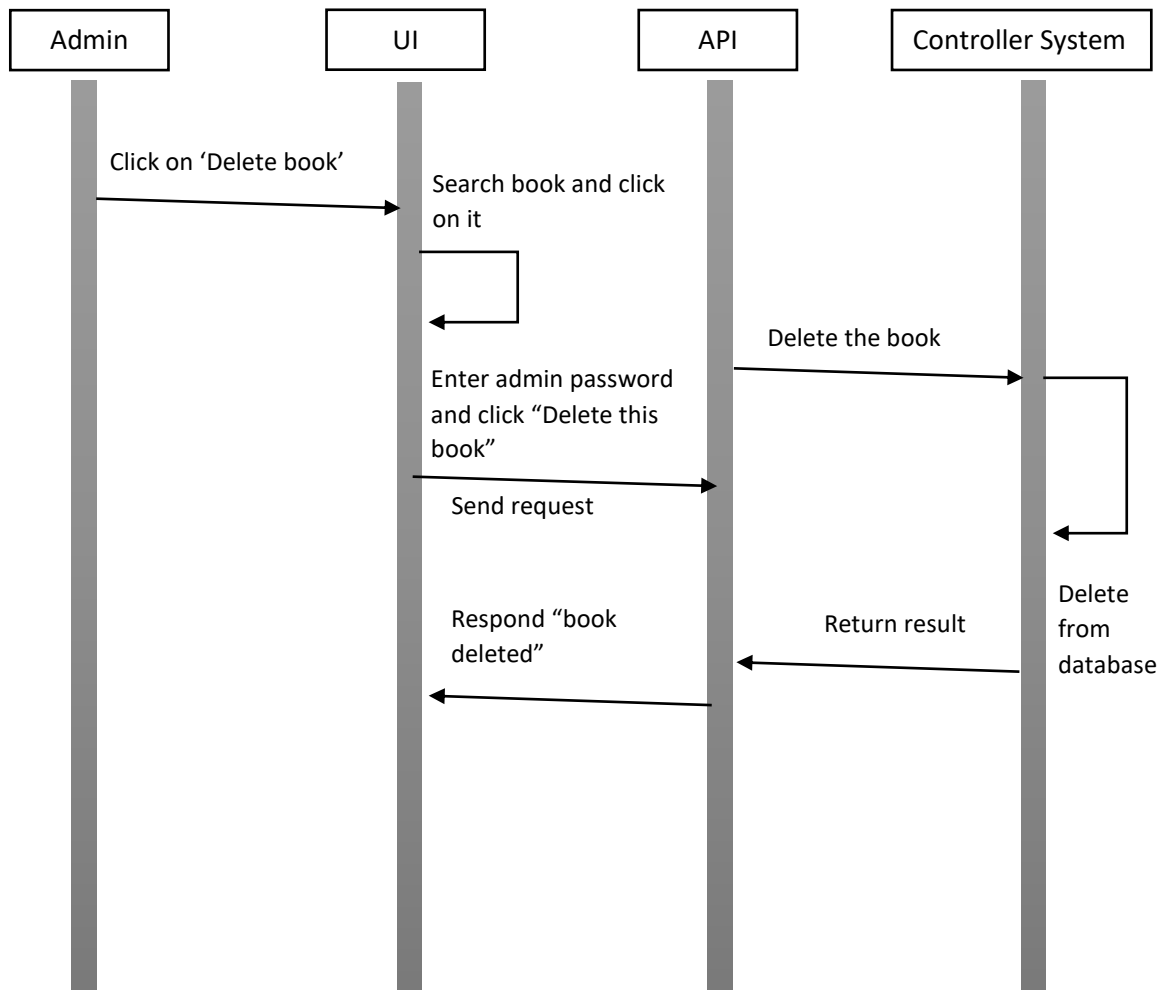 Admin
UI
API
Controller System
Click on ‘Delete book’
Search book and click
on it
Delete the book
Enter admin password
and click “Delete this
book”
Send request
Delete
from
database
Respond “book
deleted”
Return result